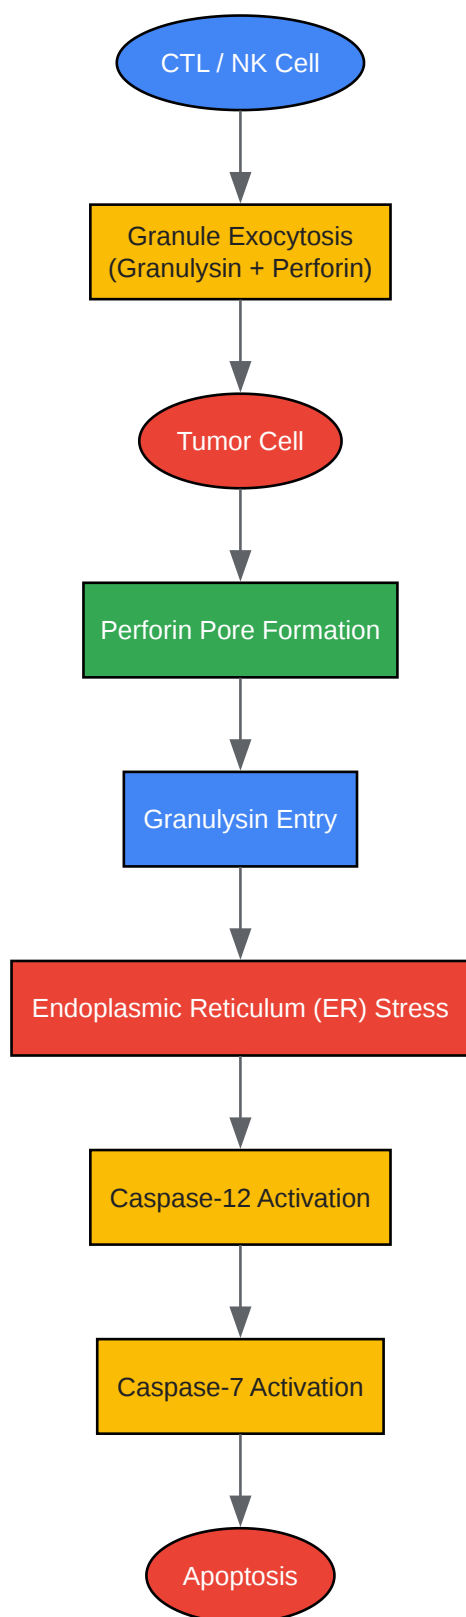 CTL / NK Cell
Granule Exocytosis
(Granulysin + Perforin)
Tumor Cell
Perforin Pore Formation
Granulysin Entry
Endoplasmic Reticulum (ER) Stress
Caspase-12 Activation
Caspase-7 Activation
Apoptosis